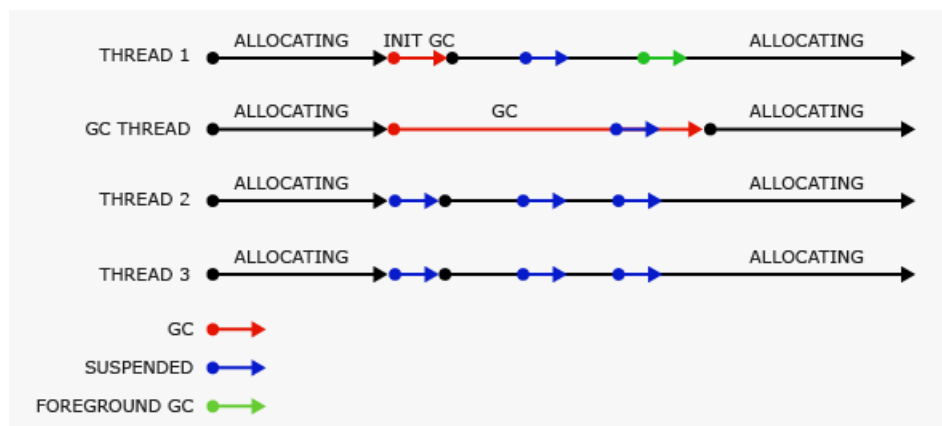 ALLOCATING INIT GC ALLOCATING
THREAD 1
ALLOCATING GC ALLOCATING
GC THREAD
ALLOCATING ALLOCATING
THREAD 2
ALLOCATING ALLOCATING
THREAD 3
GC
SUSPENDED
FOREGROUND GC